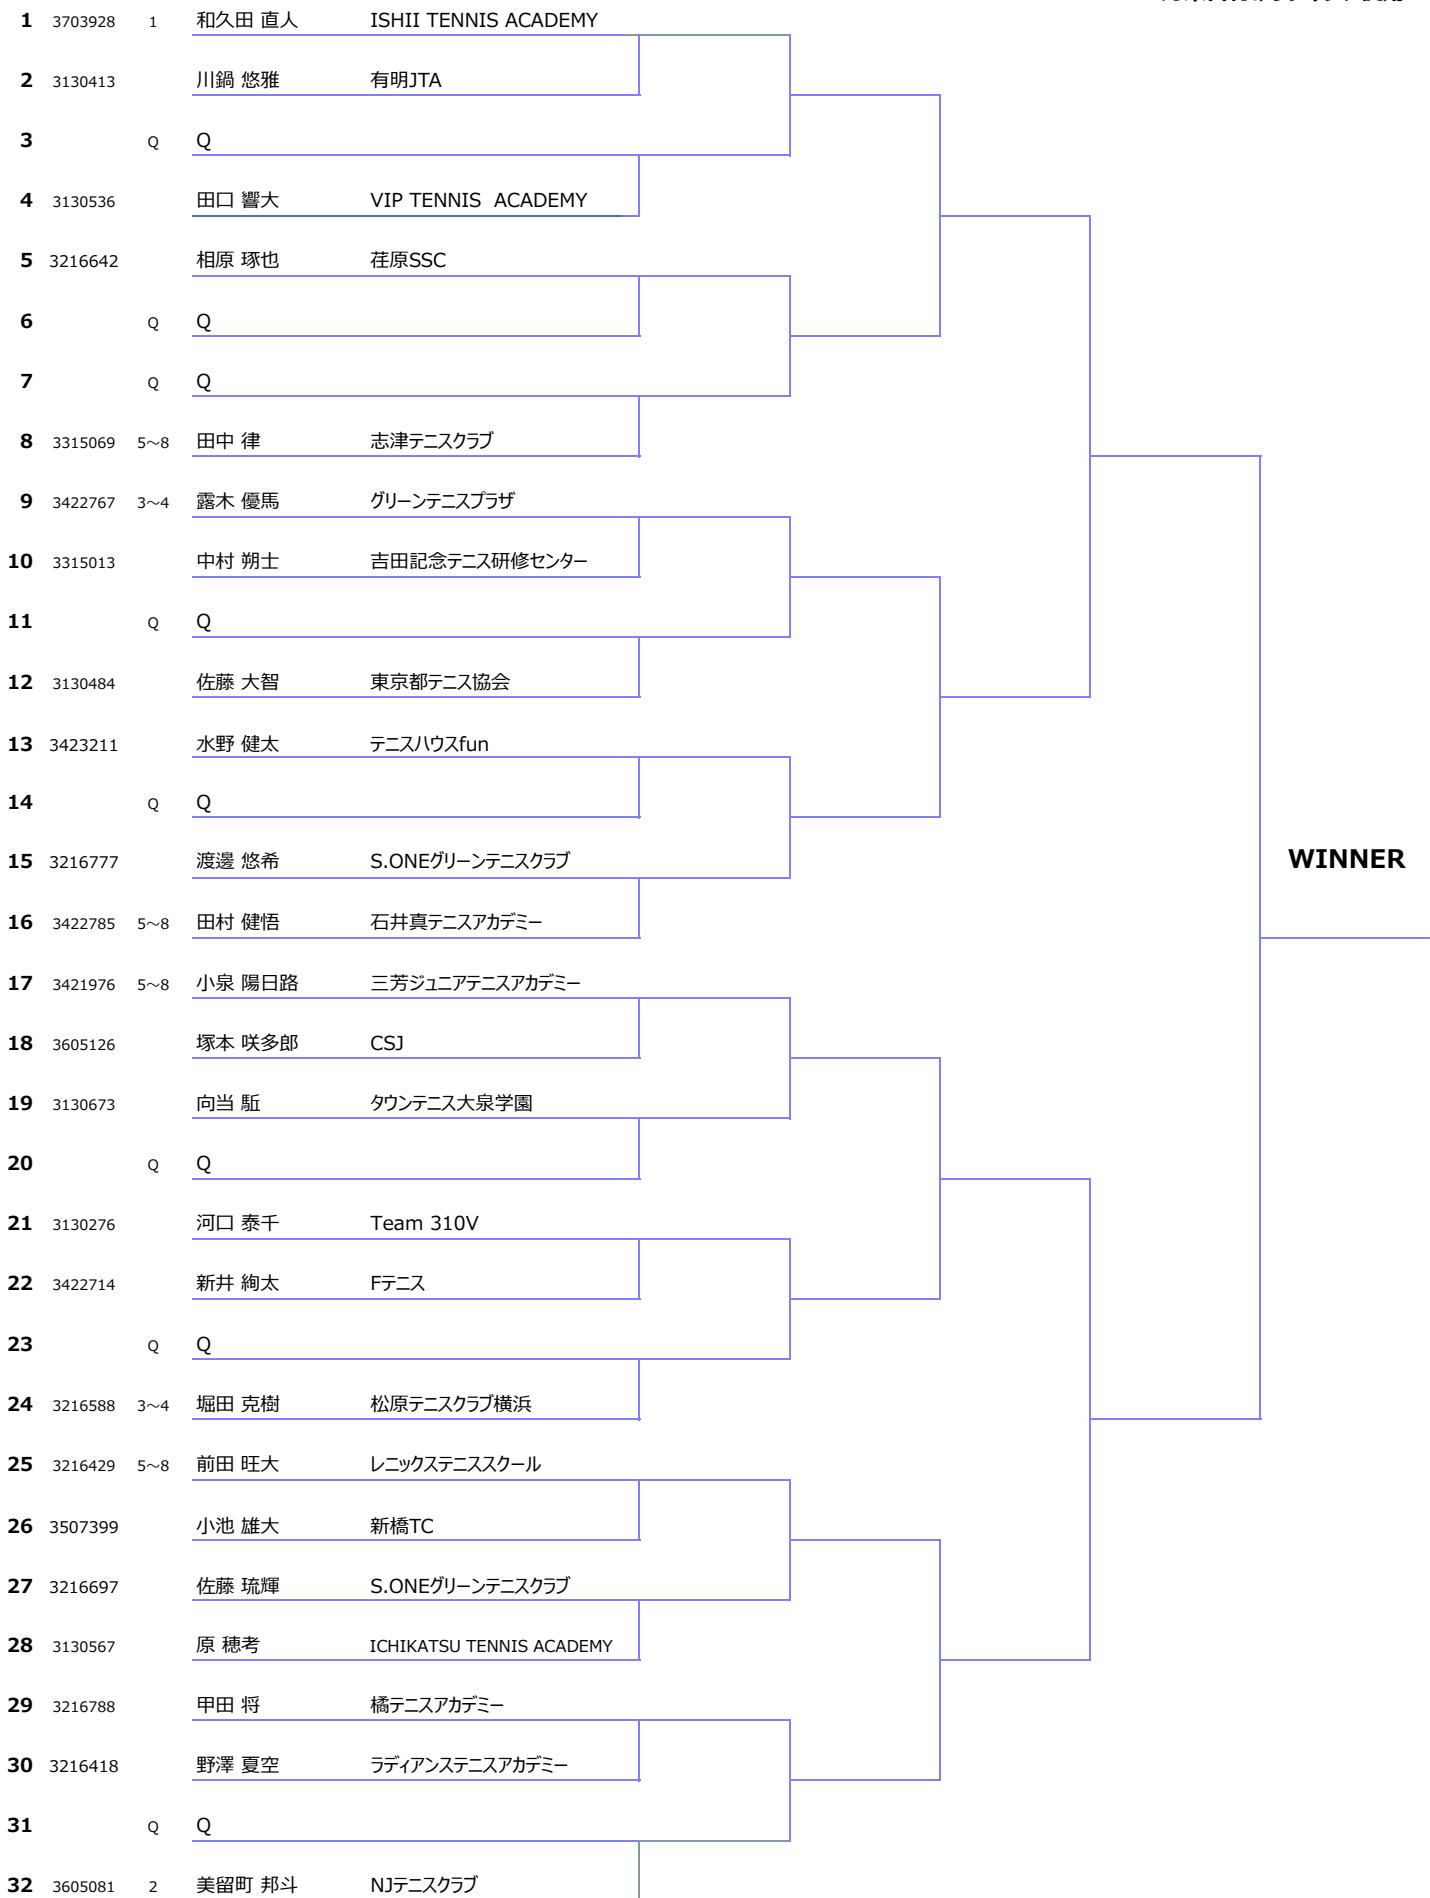 1 3703928 1 和久田 直人 ISHII TENNIS ACADEMY
2 3130413 川鍋 悠雅 有明JTA
3 Q Q
4 3130536 田口 響大 VIP TENNIS ACADEMY
5 3216642 相原 琢也 荏原SSC
6 Q Q
7 Q Q
8 3315069 5～8 田中 律 志津テニスクラブ
9 3422767 3～4 露木 優馬 グリーンテニスプラザ
10 3315013 中村 朔士 吉田記念テニス研修センター
11 Q Q
12 3130484 佐藤 大智 東京都テニス協会
13 3423211 水野 健太 テニスハウスfun
14 Q Q
15 3216777 渡邊 悠希 S.ONEグリーンテニスクラブ
WINNER
16 3422785 5～8 田村 健悟 石井真テニスアカデミー
17 3421976 5～8 小泉 陽日路 三芳ジュニアテニスアカデミー
18 3605126 塚本 咲多郎 CSJ
19 3130673 向当 駈 タウンテニス大泉学園
20 Q Q
21 3130276 河口 泰千 Team 310V
22 3422714 新井 絢太 Fテニス
23 Q Q
24 3216588 3～4 堀田 克樹 松原テニスクラブ横浜
25 3216429 5～8 前田 旺大 レニックステニススクール
26 3507399 小池 雄大 新橋TC
27 3216697 佐藤 琉輝 S.ONEグリーンテニスクラブ
28 3130567 原 穂考 ICHIKATSU TENNIS ACADEMY
29 3216788 甲田 将 橘テニスアカデミー
30 3216418 野澤 夏空 ラディアンステニスアカデミー
31 Q Q
32 3605081 2 美留町 邦斗 NJテニスクラブ